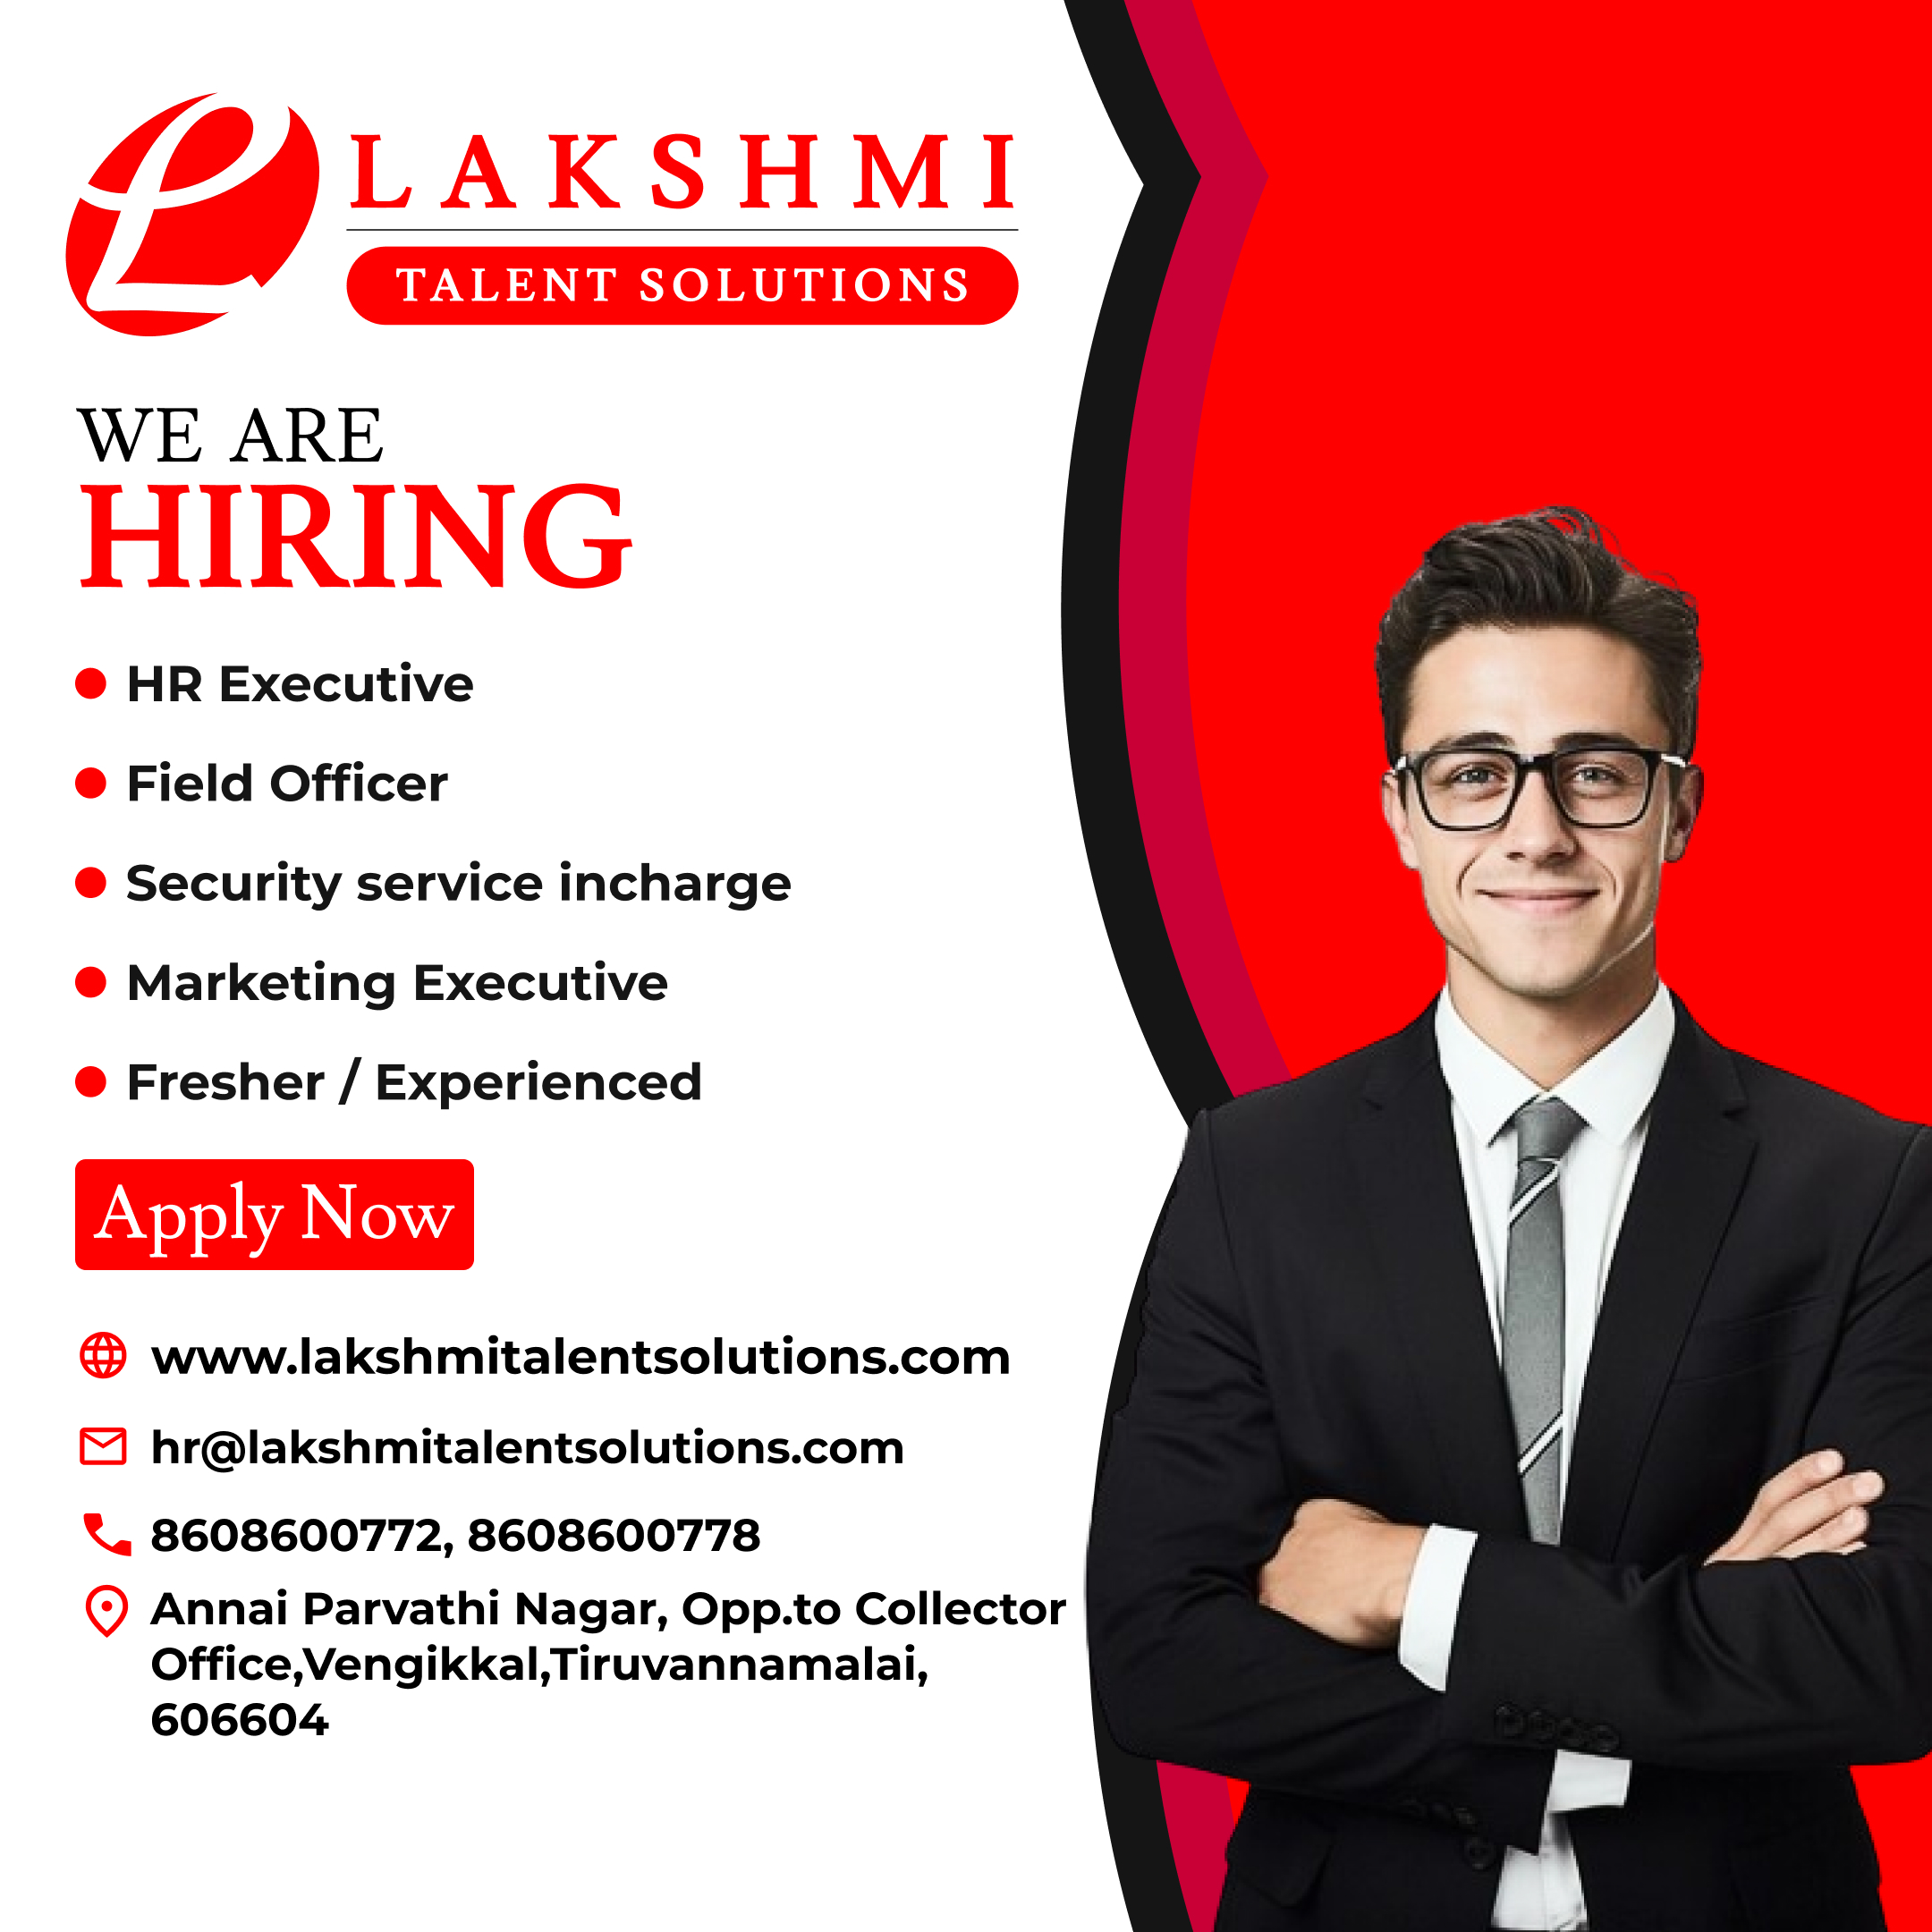 LAKSHMI
TALENT SOLUTIONS
WE ARE
HIRING
HR Executive
Field Officer
Security service incharge
Marketing Executive
Fresher / Experienced
Apply Now
www.lakshmitalentsolutions.com
hr@lakshmitalentsolutions.com
8608600772, 8608600778
Annai Parvathi Nagar, Opp.to Collector
Office,Vengikkal,Tiruvannamalai,
606604